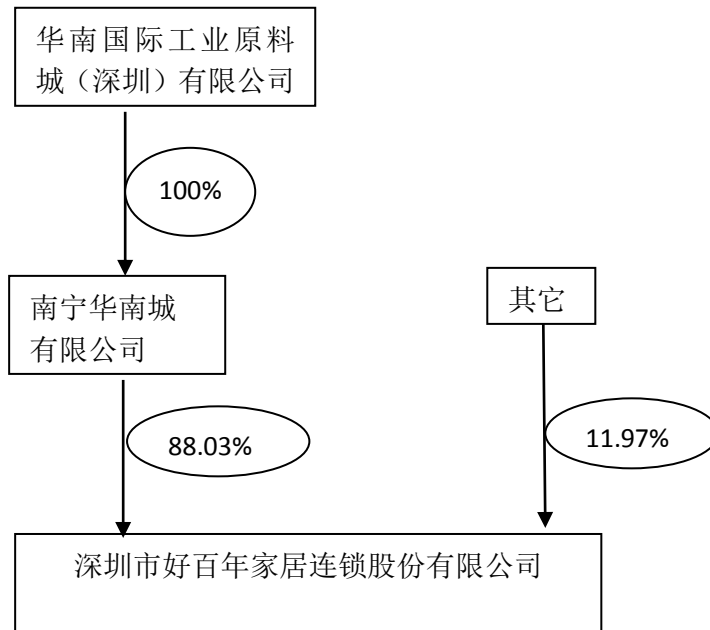 华南国际工业原料
城（深圳）有限公司
100%
南宁华南城
有限公司
其它
88.03%
11.97%
深圳市好百年家居连锁股份有限公司